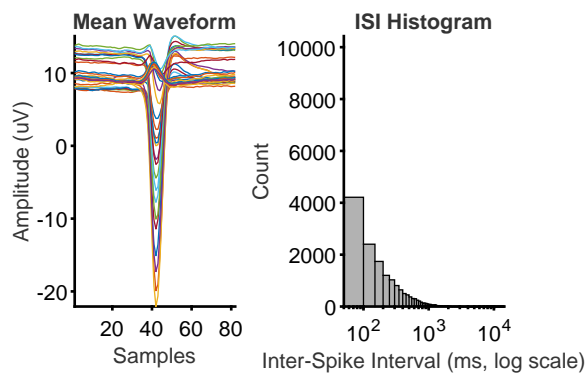 Mean Waveform
10
0
-10
-20
Amplitude (uV)
20
40
60
80
Samples
ISI Histogram
10000
8000
6000
4000
2000
0
Count
10^2
10^3
10^4
Inter-Spike Interval (ms, log scale)